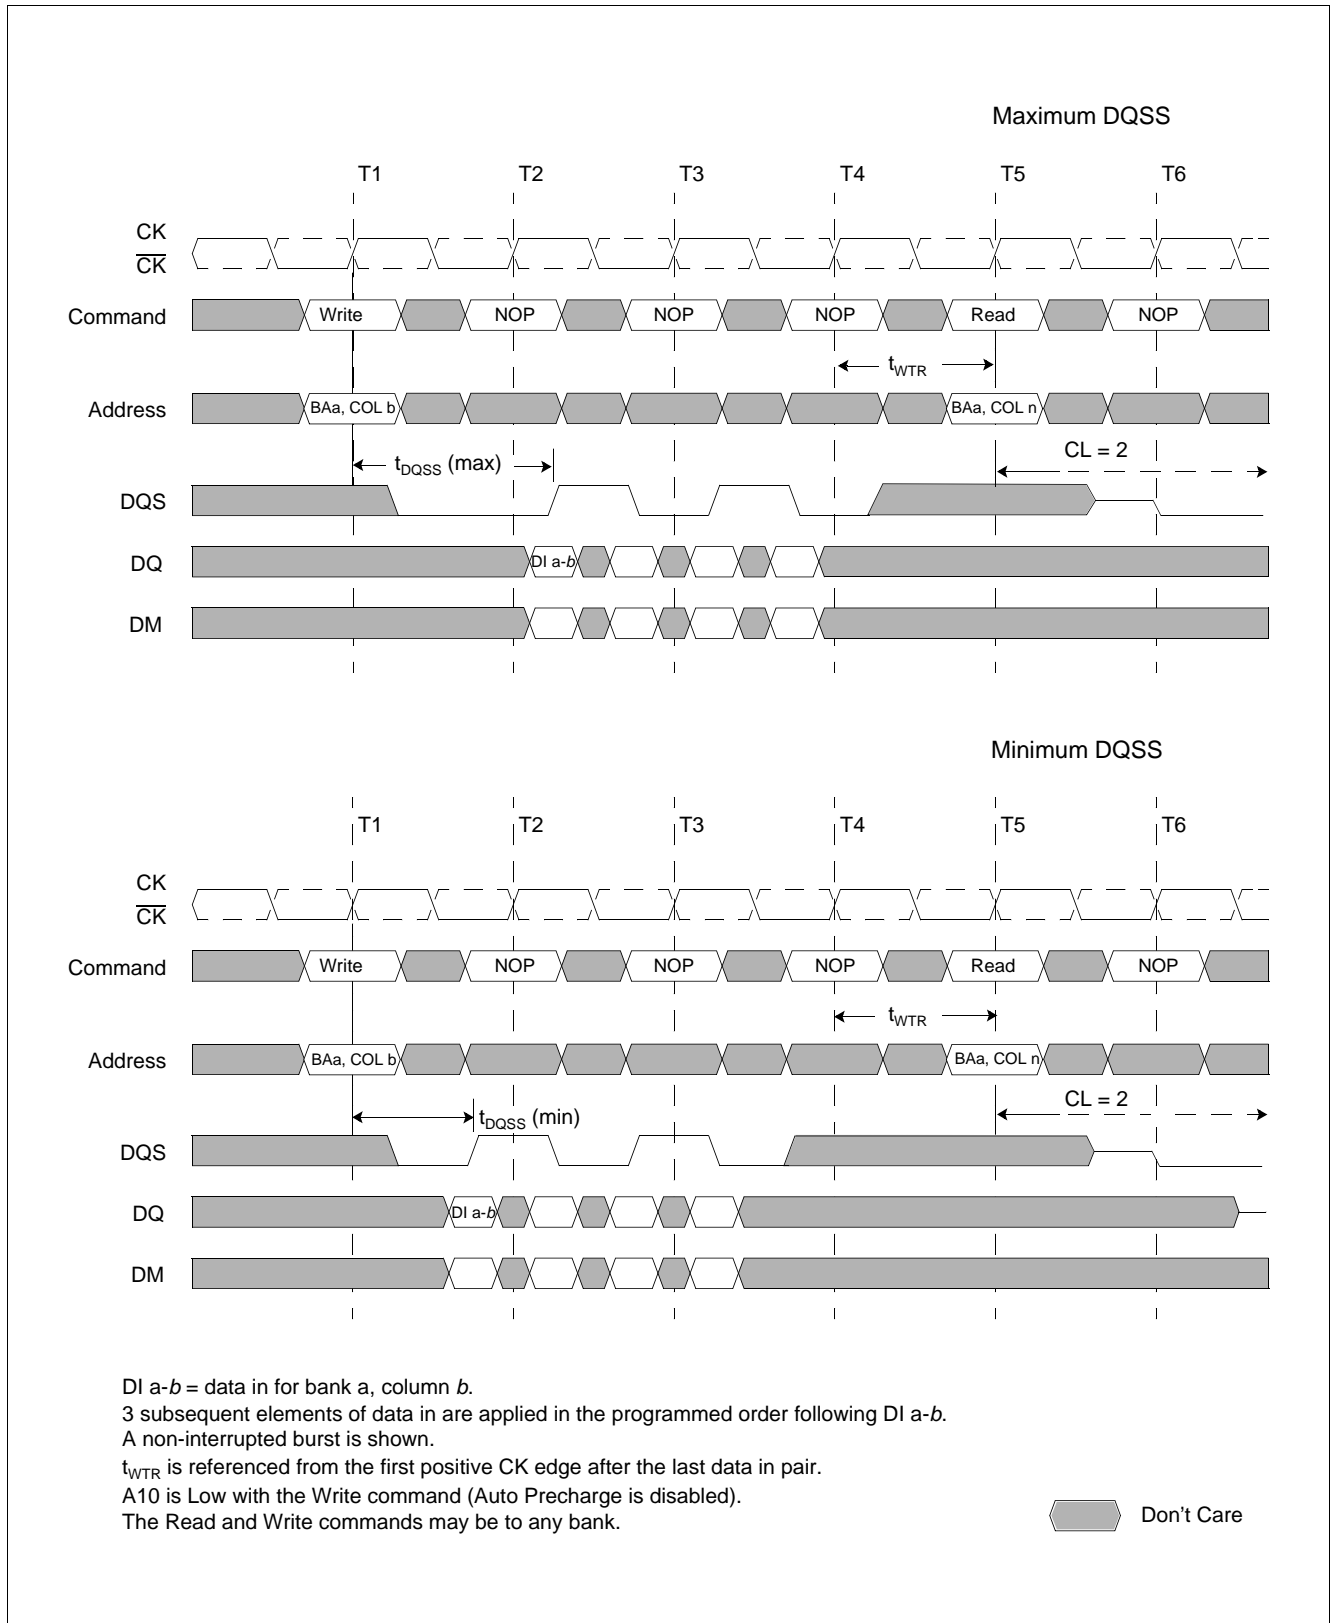 Maximum DQSS
T1 T2 T3 T4 T5 T6
CK
CK
Command Write NOP NOP NOP Read NOP
tWTR
Address BAa, COL b BAa, COL n
tDQSS (max) CL = 2
DQS
DQ DI a-b
DM
Minimum DQSS
T1 T2 T3 T4 T5 T6
CK
CK
Command Write NOP NOP NOP Read NOP
tWTR
Address BAa, COL b BAa, COL n
tDQSS (min) CL = 2
DQS
DQ DI a-b
DM
DI a-b = data in for bank a, column b.
3 subsequent elements of data in are applied in the programmed order following DI a-b.
A non-interrupted burst is shown.
tWTR is referenced from the first positive CK edge after the last data in pair.
A10 is Low with the Write command (Auto Precharge is disabled).
The Read and Write commands may be to any bank.
Don't Care